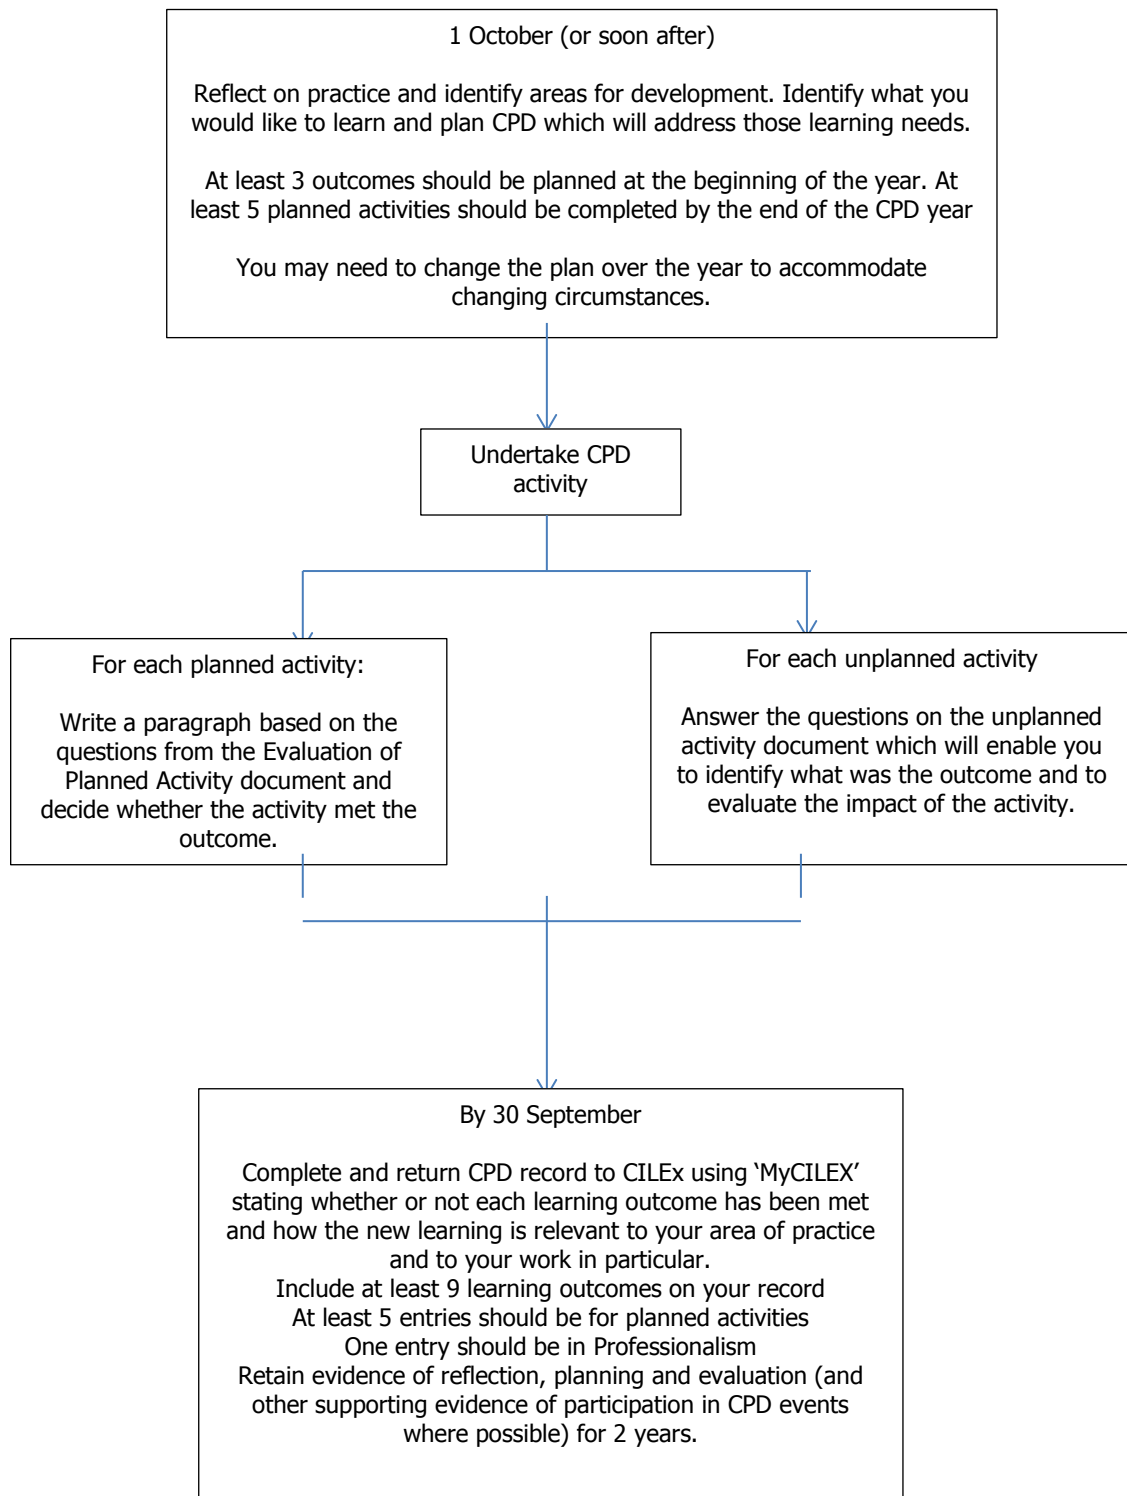 1 October (or soon after)
Reflect on practice and identify areas for development. Identify what you
would like to learn and plan CPD which will address those learning needs.
At least 3 outcomes should be planned at the beginning of the year. At
least 5 planned activities should be completed by the end of the CPD year
You may need to change the plan over the year to accommodate
changing circumstances.
Undertake CPD
activity
For each planned activity:
Write a paragraph based on the
questions from the Evaluation of
Planned Activity document and
decide whether the activity met the
outcome.
For each unplanned activity
Answer the questions on the unplanned
activity document which will enable you
to identify what was the outcome and to
evaluate the impact of the activity.
By 30 September
Complete and return CPD record to CILEx using ‘MyCILEX’
stating whether or not each learning outcome has been met
and how the new learning is relevant to your area of practice
and to your work in particular.
Include at least 9 learning outcomes on your record
At least 5 entries should be for planned activities
One entry should be in Professionalism
Retain evidence of reflection, planning and evaluation (and
other supporting evidence of participation in CPD events
where possible) for 2 years.